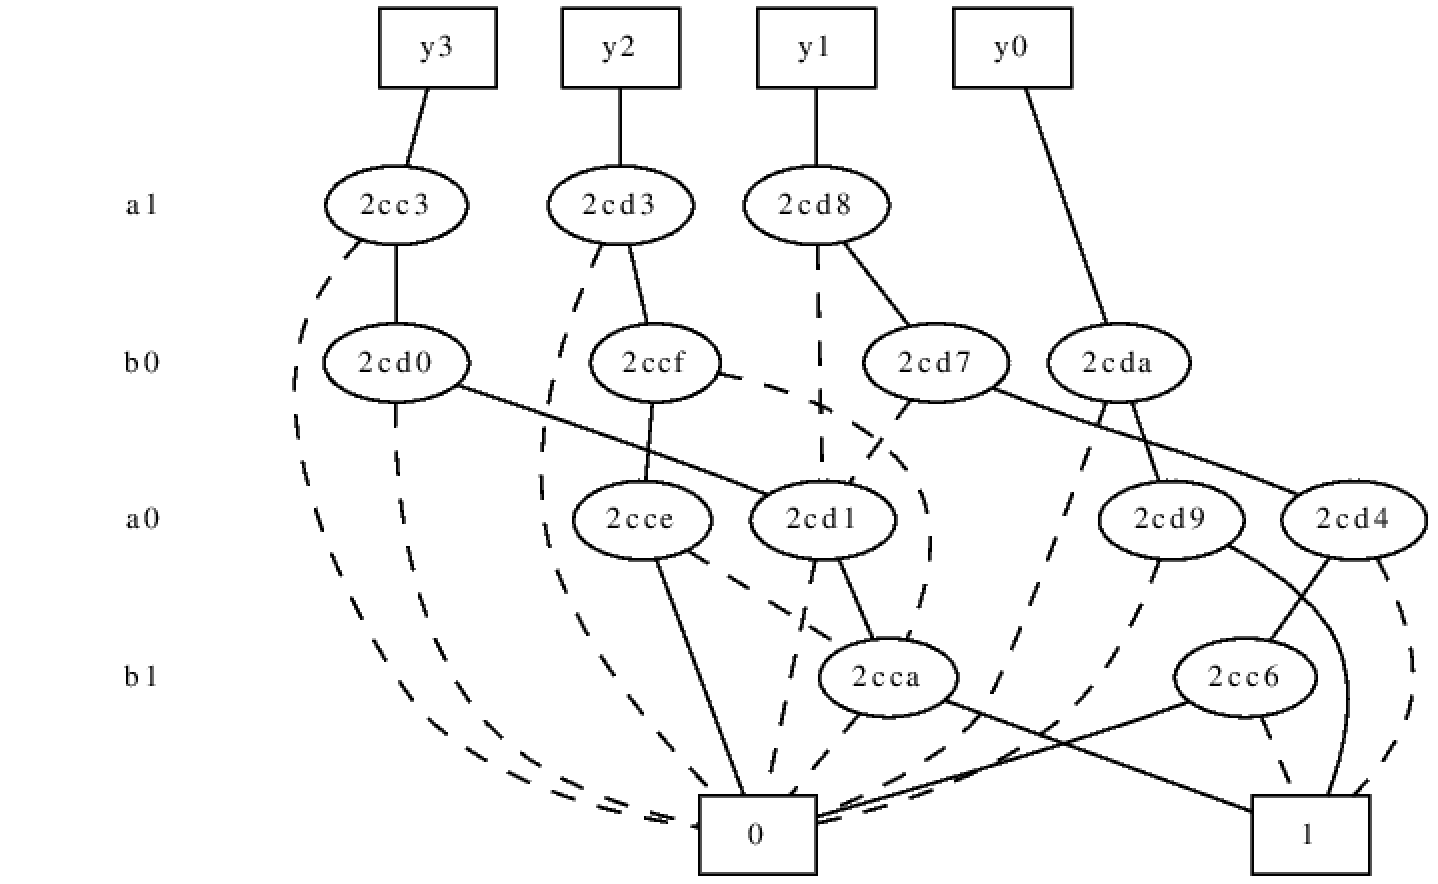 y3 y2 y1 y0
a1 2cc3 2cd3 2cd8
b0 2cd0 2ccf 2cd7 2cda
a0 2cce 2cd1 2cd9 2cd4
b1 2cca 2cc6
0 1